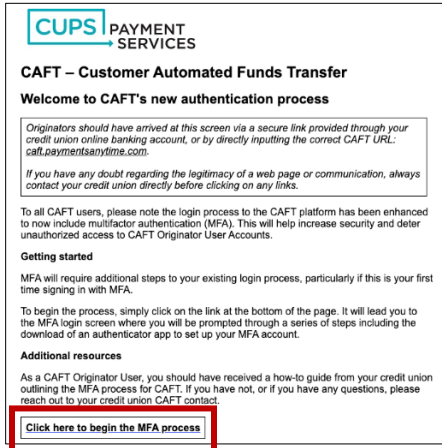 CUPS PAYMENT
SERVICES
CAFT – Customer Automated Funds Transfer
Welcome to CAFT's new authentication process
Originators should have arrived at this screen via a secure link provided through your
credit union online banking account, or by directly inputting the correct CAFT URL:
caft.paymentsanytime.com.
If you have any doubt regarding the legitimacy of a web page or communication, always
contact your credit union directly before clicking on any links.
To all CAFT users, please note the login process to the CAFT platform has been enhanced
to now include multifactor authentication (MFA). This will help increase security and deter
unauthorized access to CAFT Originator User Accounts.
Getting started
MFA will require additional steps to your existing login process, particularly if this is your first
time signing in with MFA.
To begin the process, simply click on the link at the bottom of the page. It will lead you to
the MFA login screen where you will be prompted through a series of steps including the
download of an authenticator app to set up your MFA account.
Additional resources
As a CAFT Originator User, you should have received a how-to guide from your credit union
outlining the MFA process for CAFT. If you have not, or if you have any questions, please
reach out to your credit union CAFT contact.
Click here to begin the MFA process